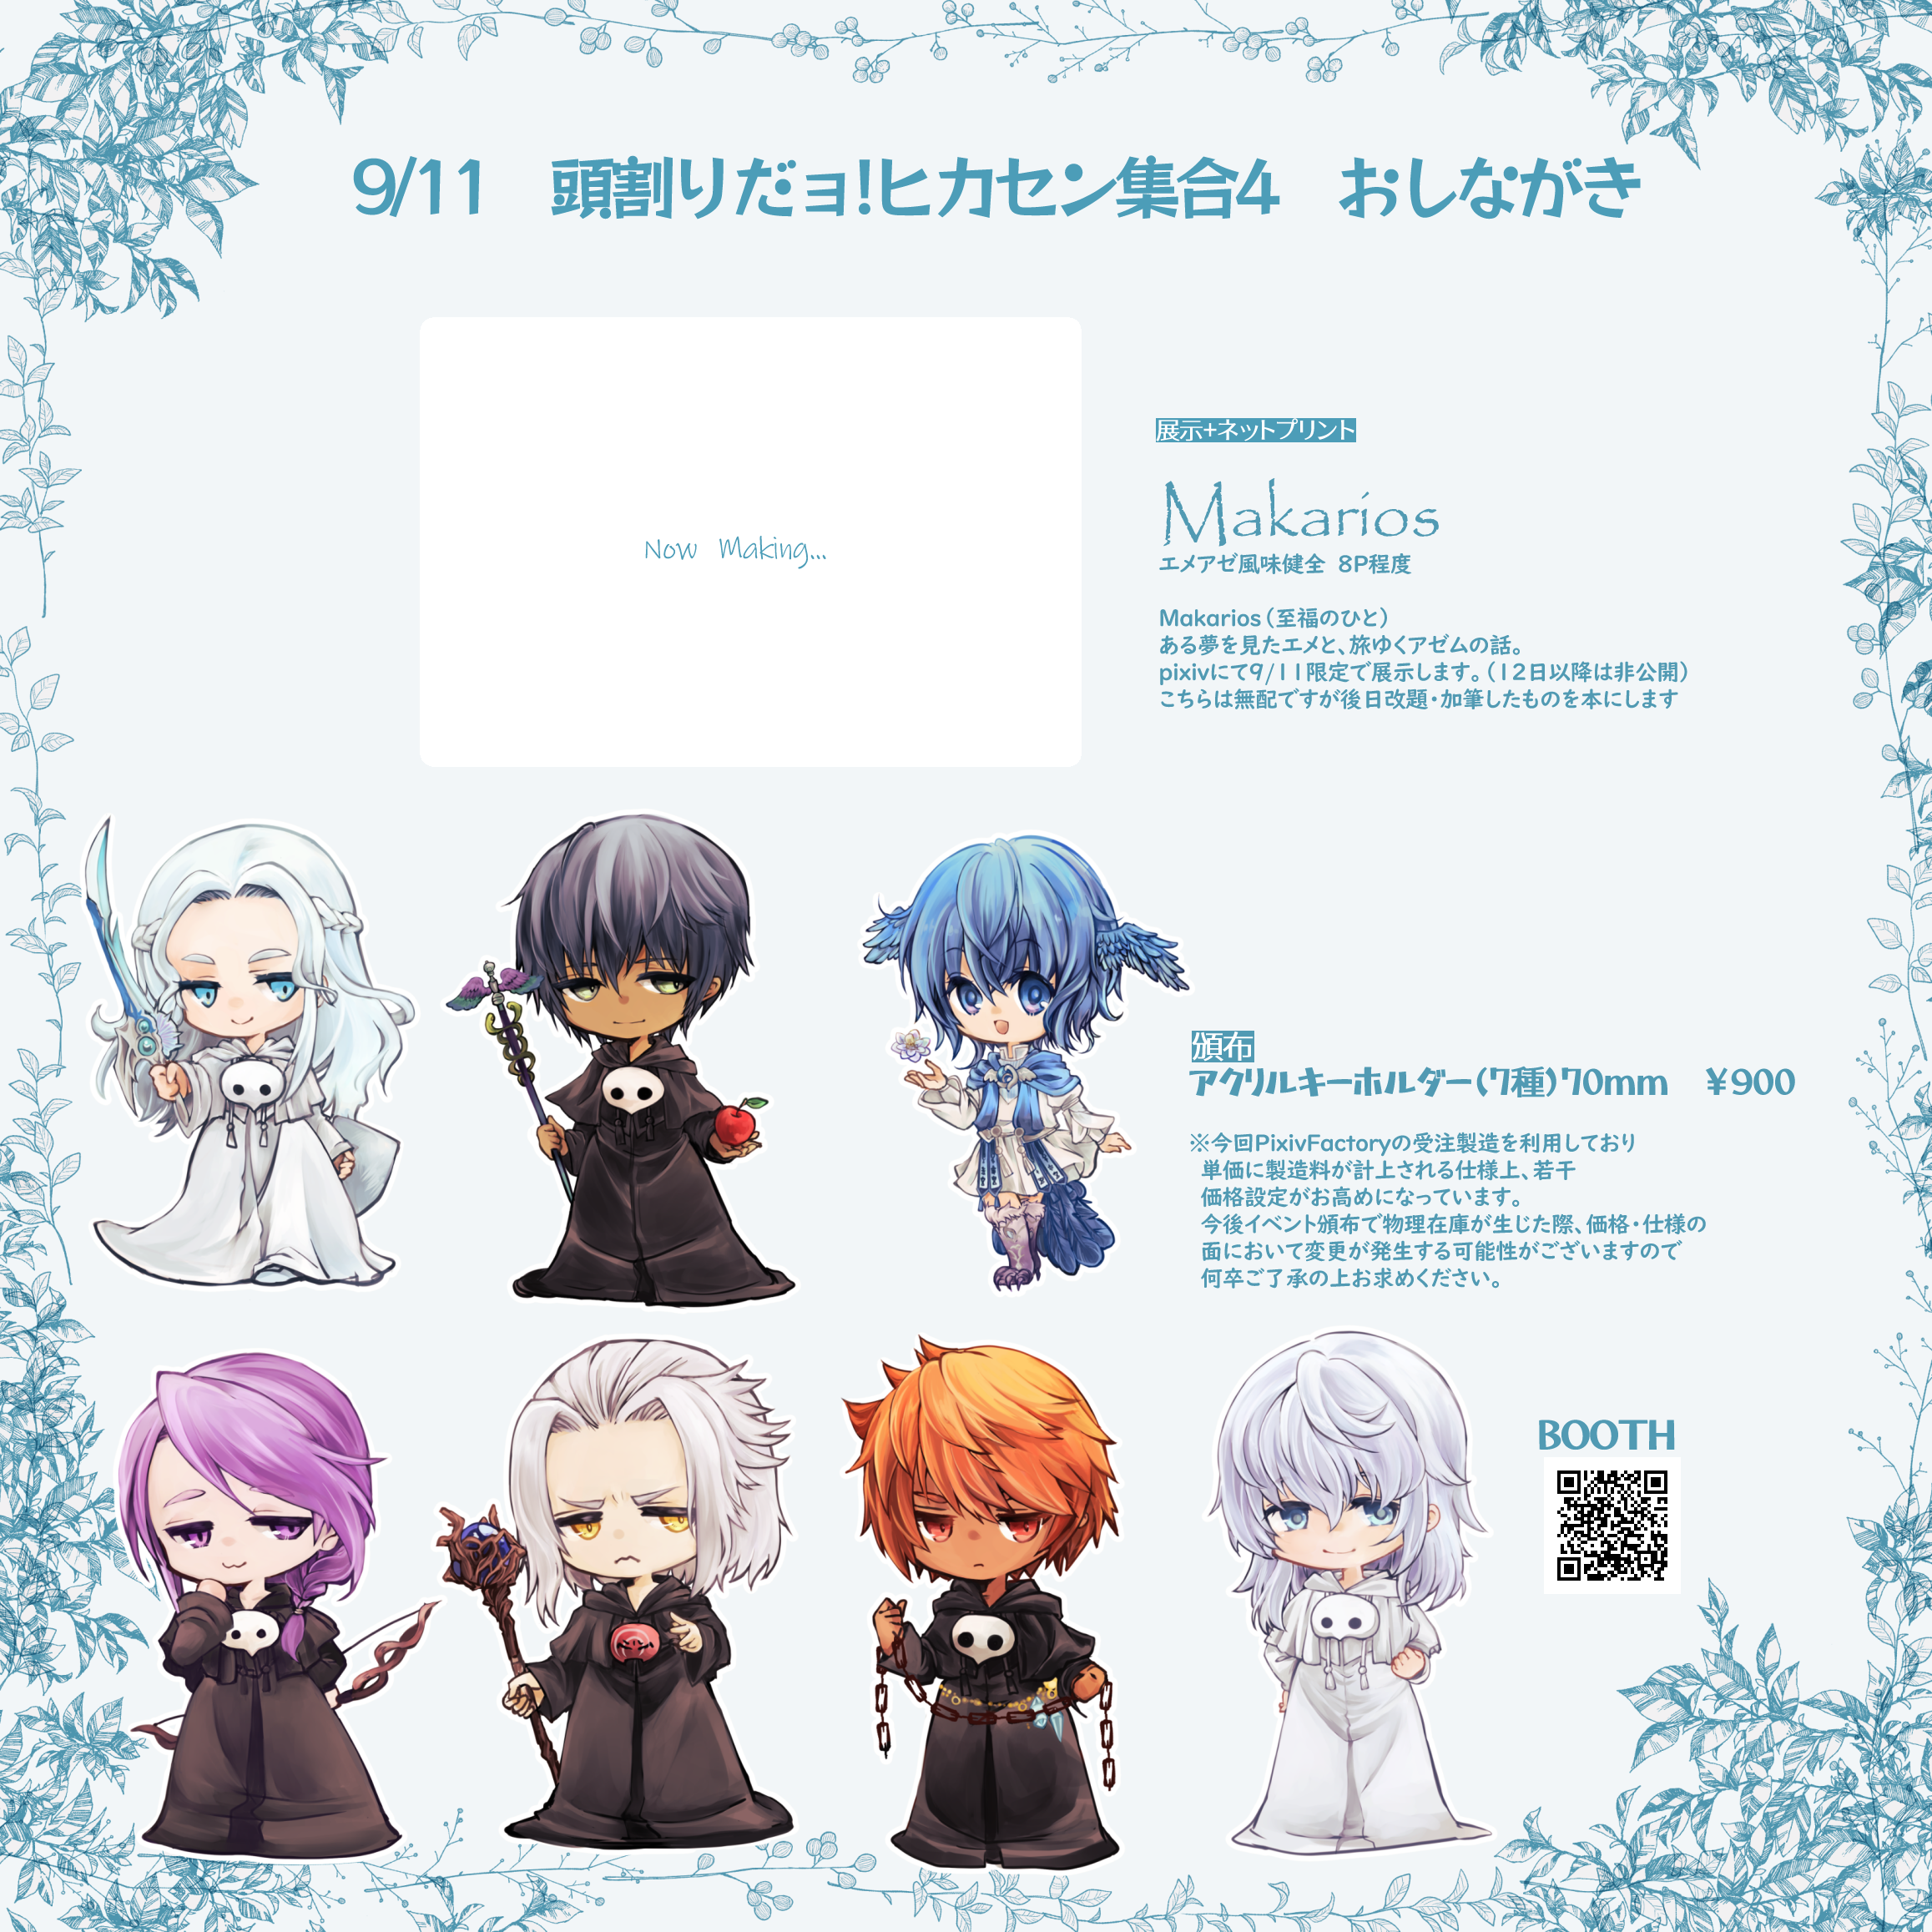 9/11　頭割りだョ!ヒカセン集合4　おしながき
Now Making...
展示+ネットプリント
Makarios
エメアゼ風味健全 8P程度
Makarios（至福のひと）
ある夢を見たエメと、旅ゆくアゼムの話。
pixivにて9/11限定で展示します。（12日以降は非公開）
こちらは無配ですが後日改題・加筆したものを本にします
頒布
アクリルキーホルダー（7種）70mm　￥900
※今回PixivFactoryの受注製造を利用しており
単価に製造料が計上される仕様上、若干
価格設定がお高めになっています。
今後イベント頒布で物理在庫が生じた際、価格・仕様の
面において変更が発生する可能性がございますので
何卒ご了承の上お求めください。
BOOTH